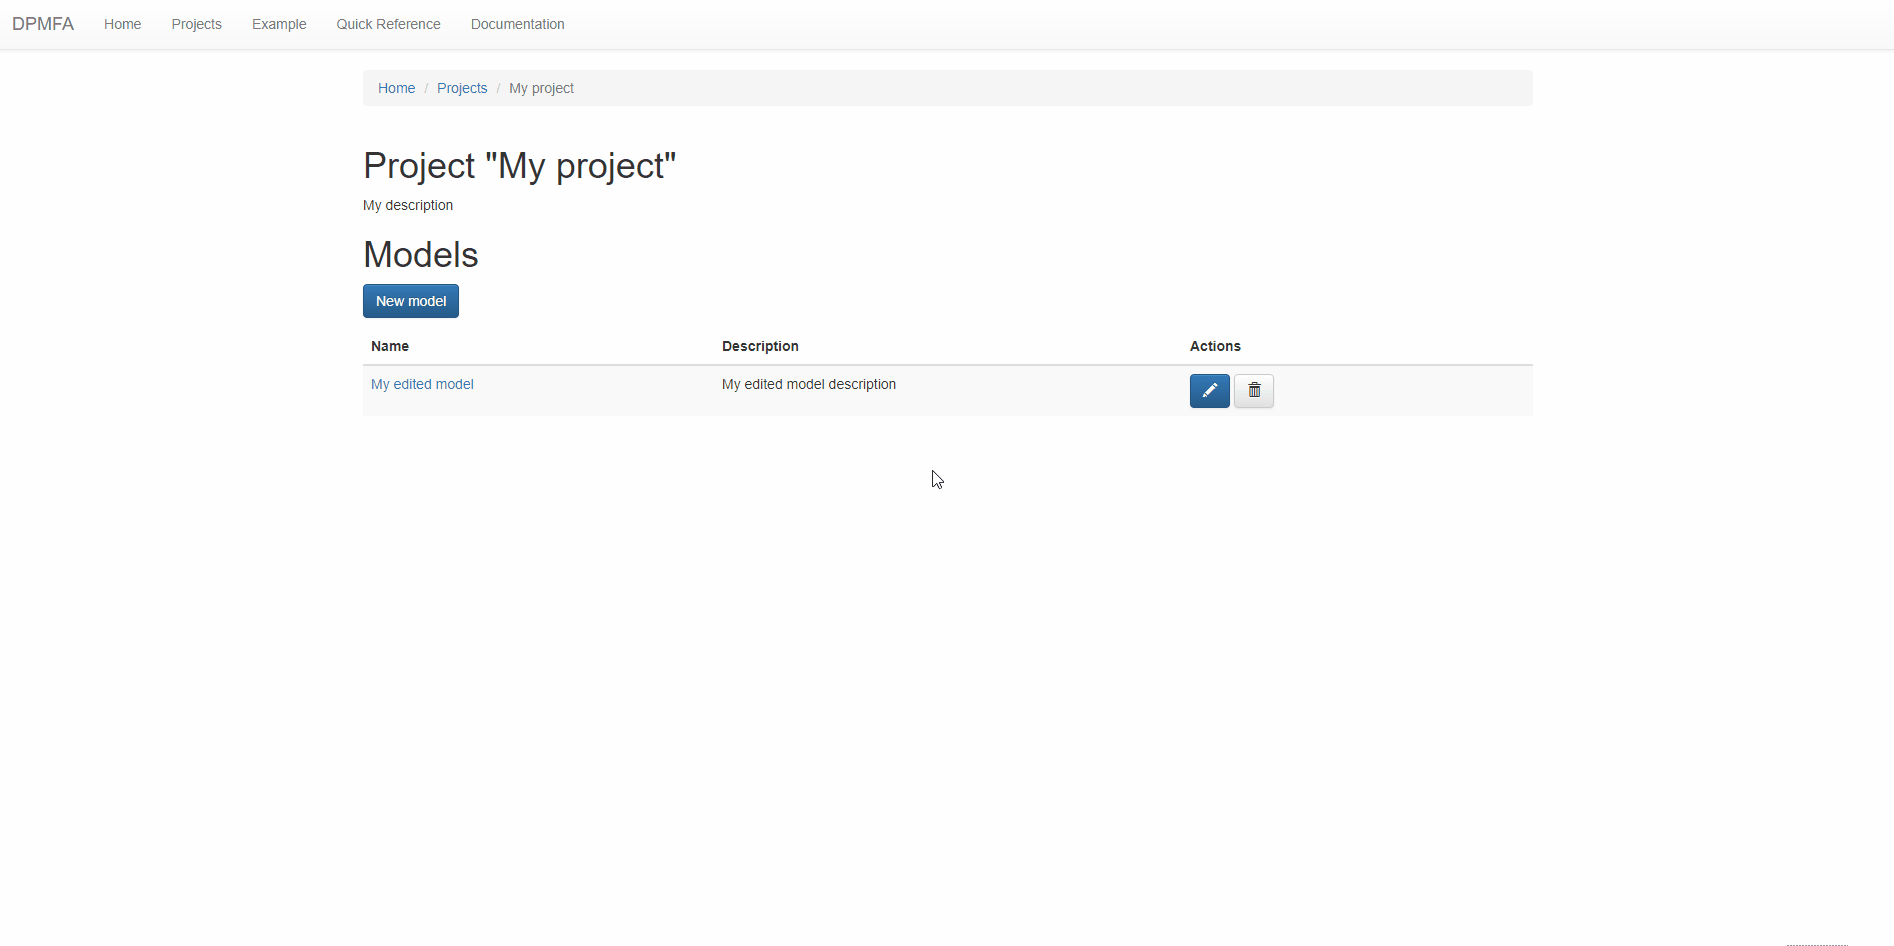 DPMFA Home Projects Example Quick Reference Documentation
Home / Projects / My project
Project "My project"
My description
Models
New model
Name Description Actions
My edited model My edited model description